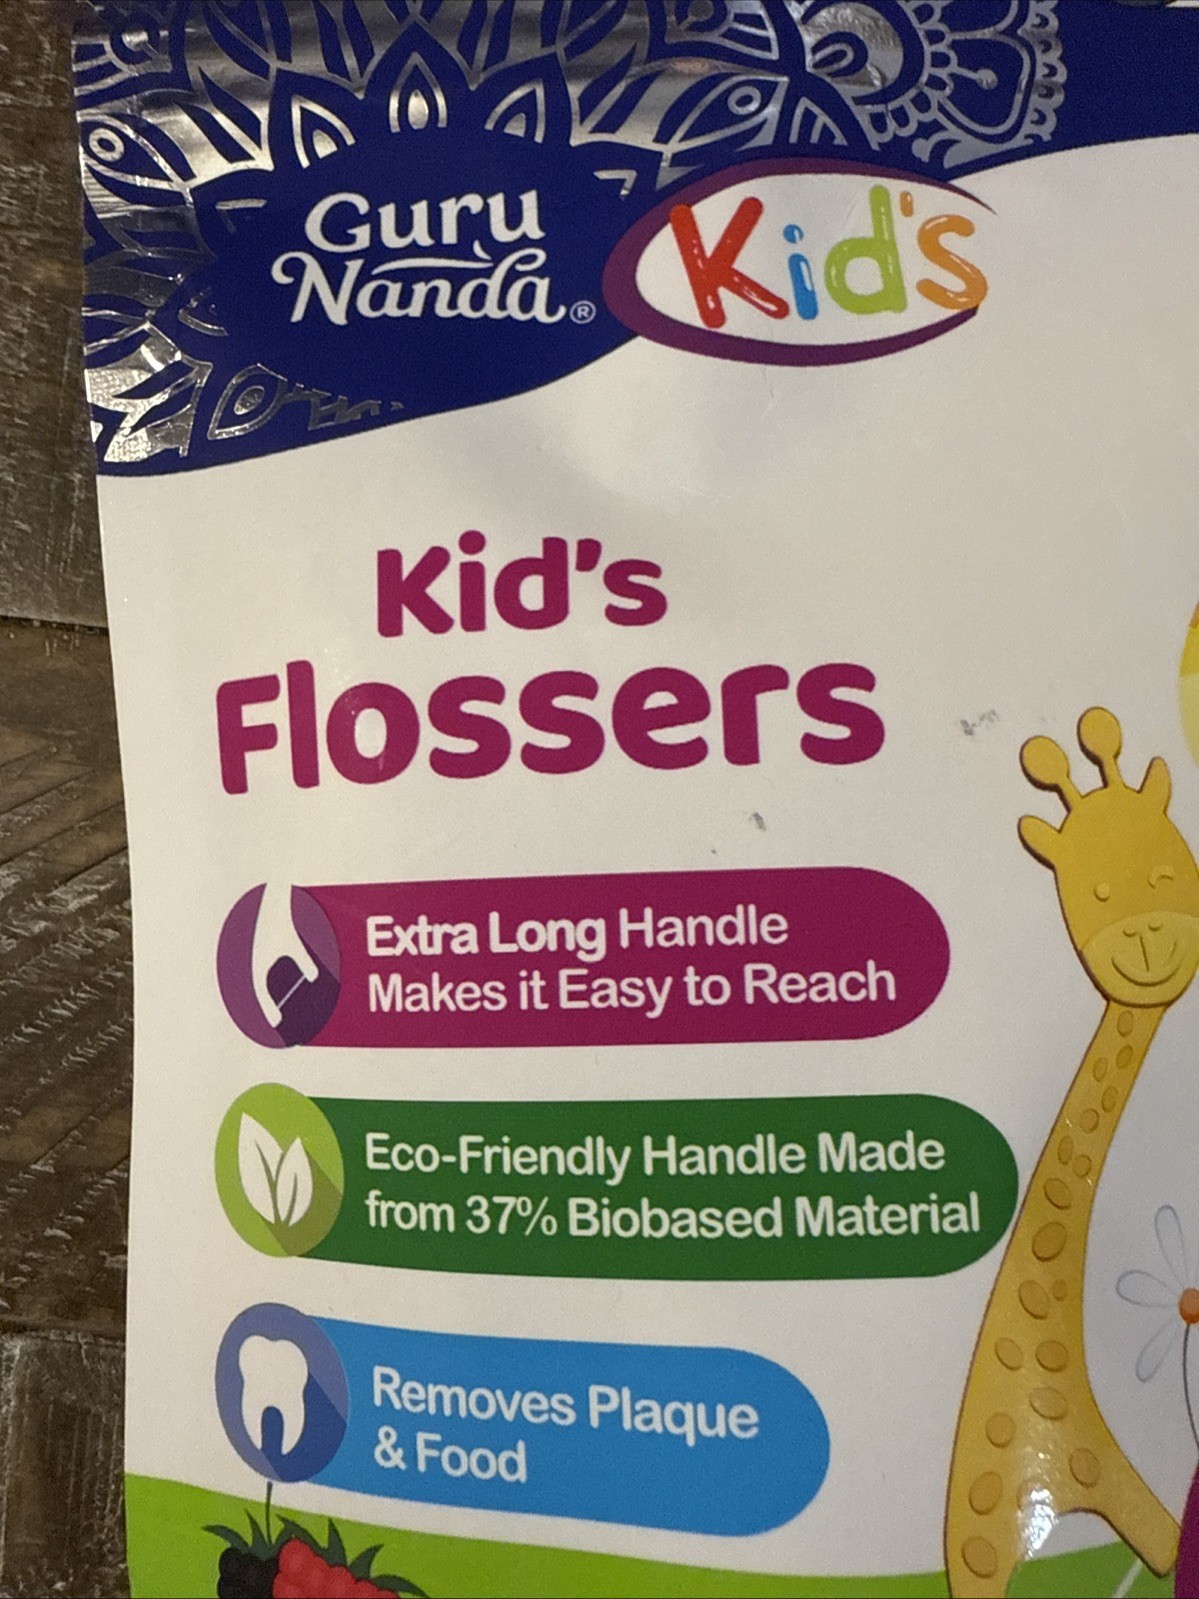 Guru
Nanda®
Kid's
Kid's
Flossers
Extra Long Handle
Makes it Easy to Reach
Eco-Friendly Handle Made
from 37% Biobased Material
Removes Plaque
& Food